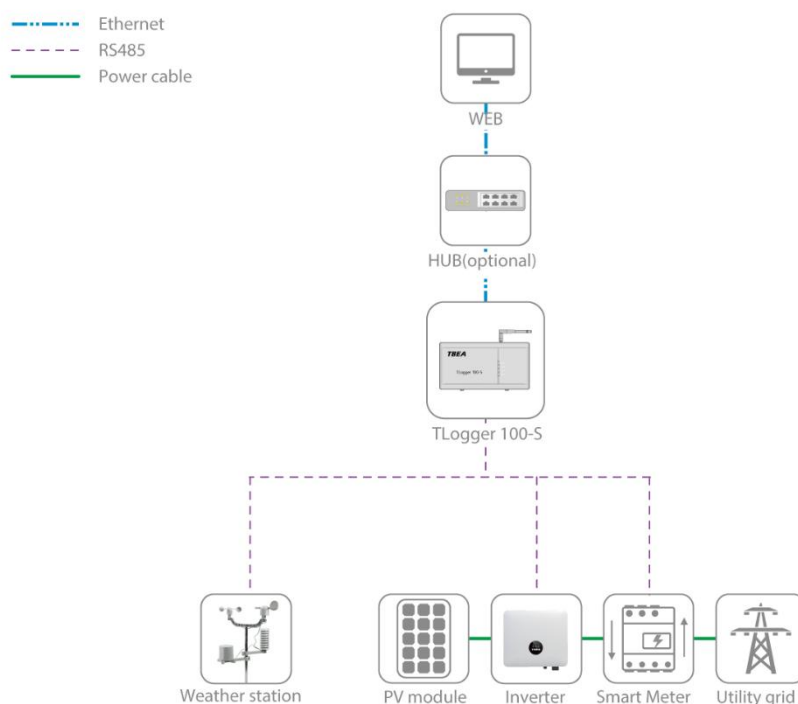 Ethernet
RS485
Power cable
WEB
HUB(optional)
TBEA
TLogger 100-S
Weather station
PV module
Inverter
Smart Meter
Utility grid